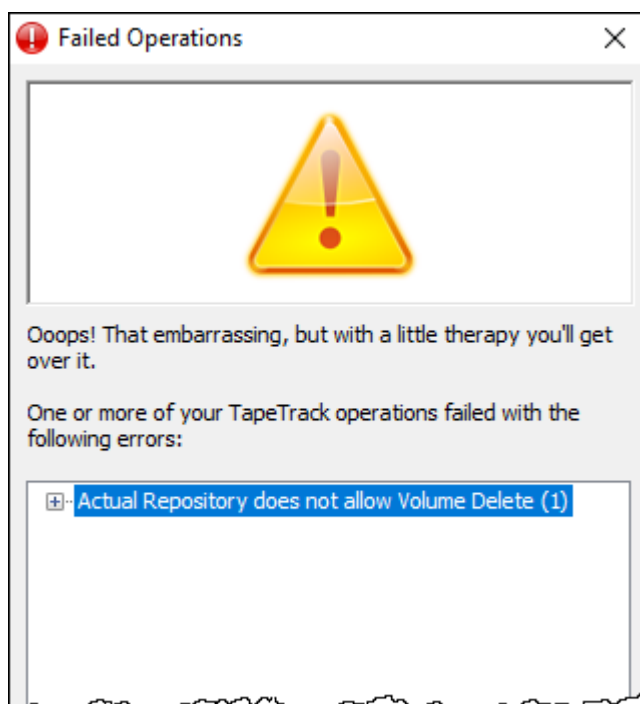 Failed Operations
Ooops! That embarrassing, but with a little therapy you'll get
over it.
One or more of your TapeTrack operations failed with the
following errors:
Actual Repository does not allow Volume Delete (1)